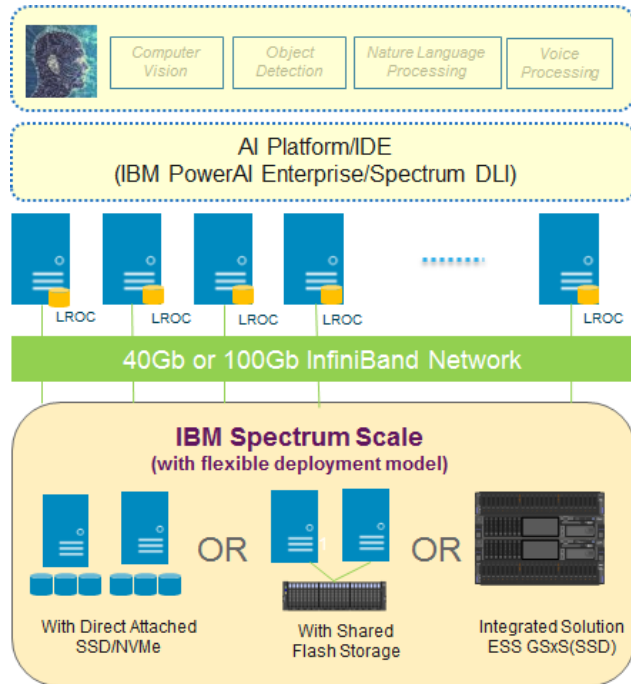 Computer
Vision
Object
Detection
Nature Language
Processing
Voice
Processing
AI Platform/IDE
(IBM PowerAI Enterprise/Spectrum DLI)
LROC
LROC
LROC
LROC
LROC
40Gb or 100Gb InfiniBand Network
IBM Spectrum Scale
(with flexible deployment model)
OR
1
OR
With Direct Attached
SSD/NVMe
With Shared
Flash Storage
Integrated Solution
ESS GSxS(SSD)